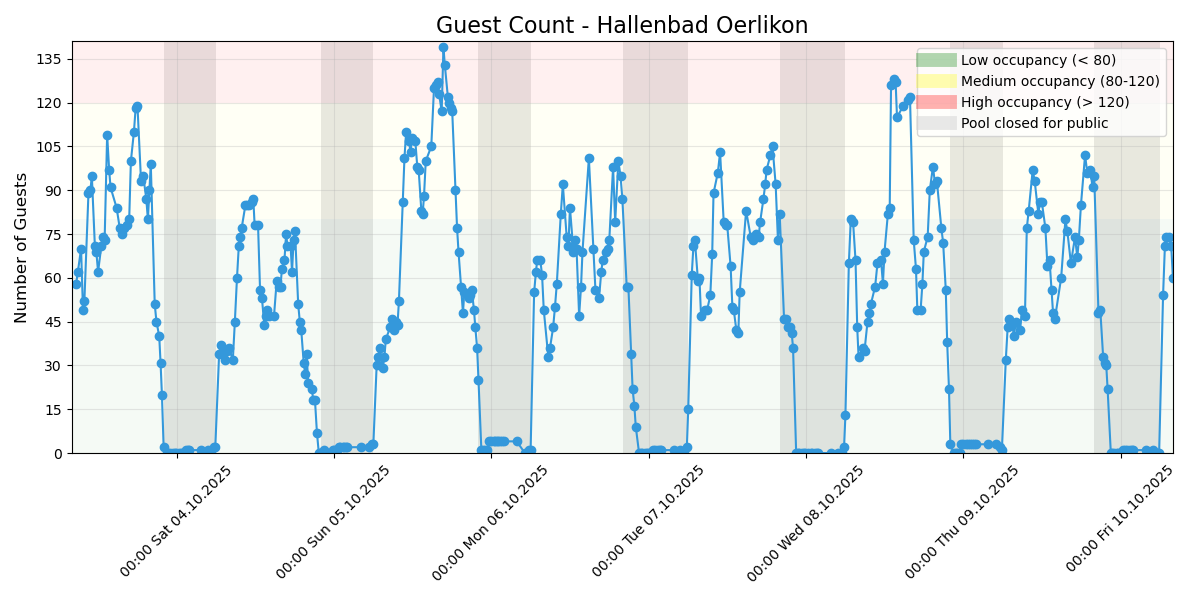 Guest Count - Hallenbad Oerlikon
Number of Guests
135
120
105
90
75
60
45
30
15
0
Low occupancy (< 80)
Medium occupancy (80-120)
High occupancy (> 120)
Pool closed for public
00:00 Sat 04.10.2025
00:00 Sun 05.10.2025
00:00 Mon 06.10.2025
00:00 Tue 07.10.2025
00:00 Wed 08.10.2025
00:00 Thu 09.10.2025
00:00 Fri 10.10.2025